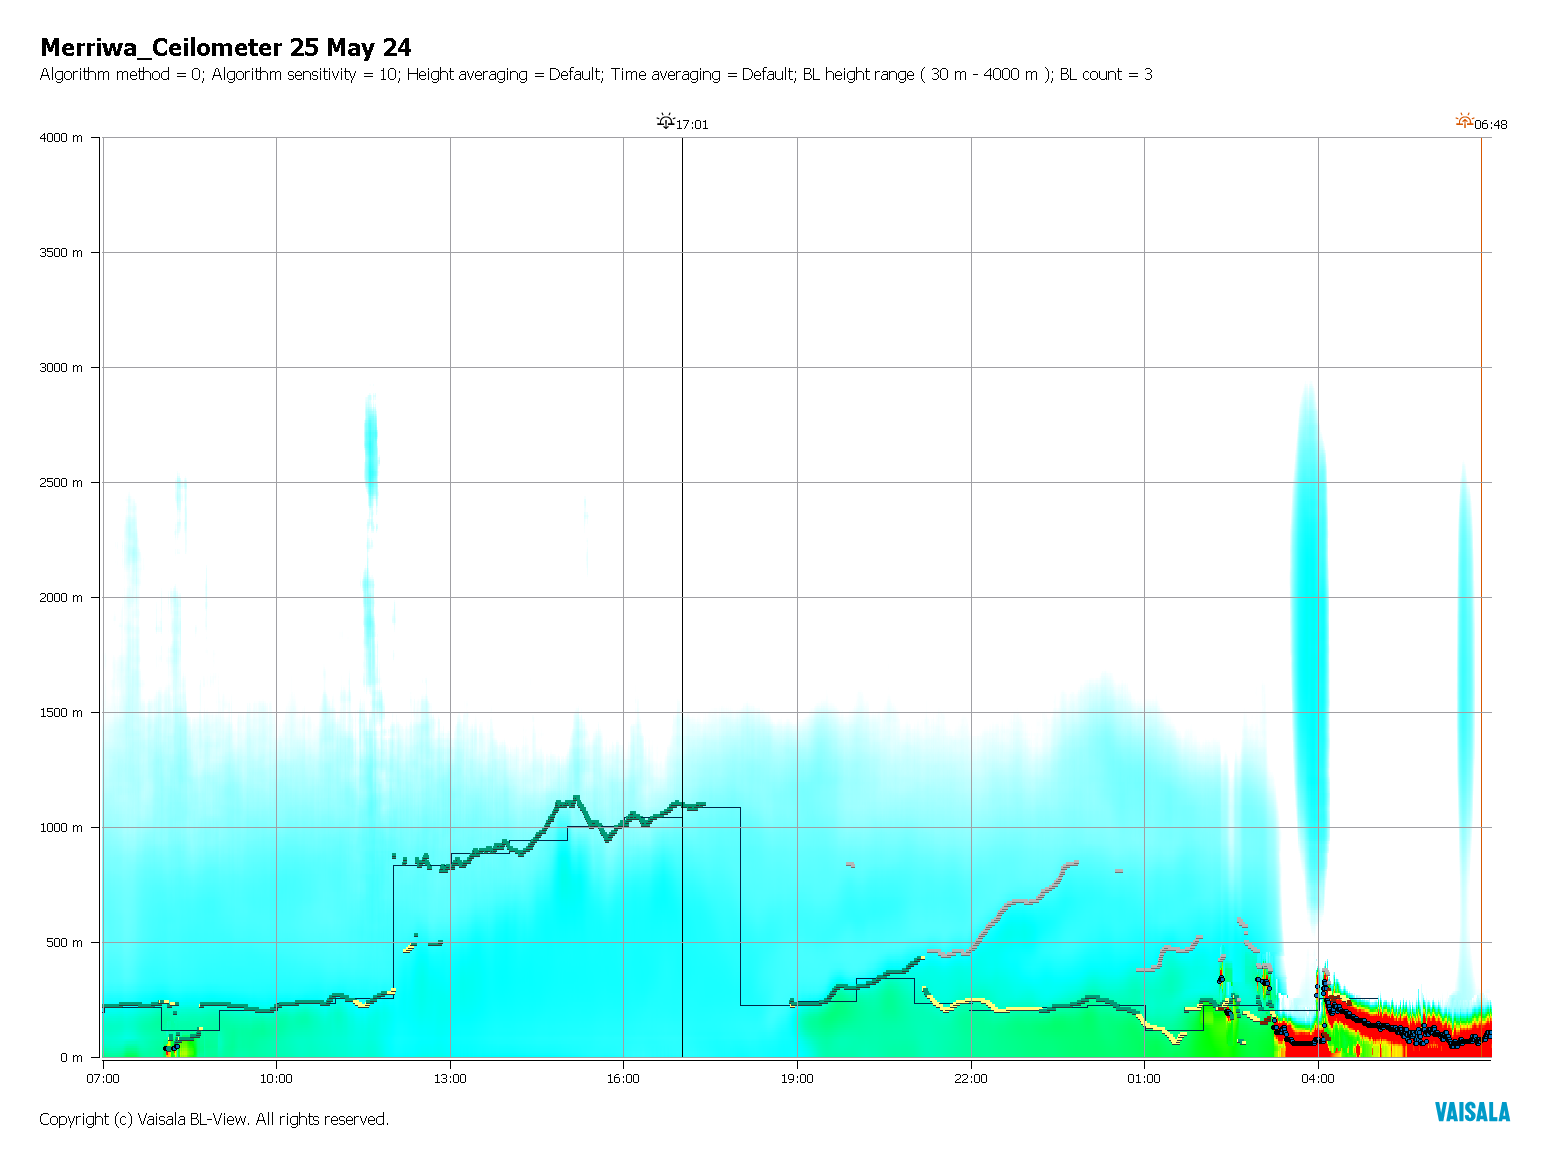 Merriwa_Ceilometer 25 May 24
Algorithm method = 0; Algorithm sensitivity = 10; Height averaging = Default; Time averaging = Default; BL height range ( 30 m - 4000 m ); BL count = 3
17:01
06:48
4000 m
3500 m
3000 m
2500 m
2000 m
1500 m
1000 m
500 m
0 m
07:00 10:00 13:00 16:00 19:00 22:00 01:00 04:00
Copyright (c) Vaisala BL-View. All rights reserved.
VAISALA